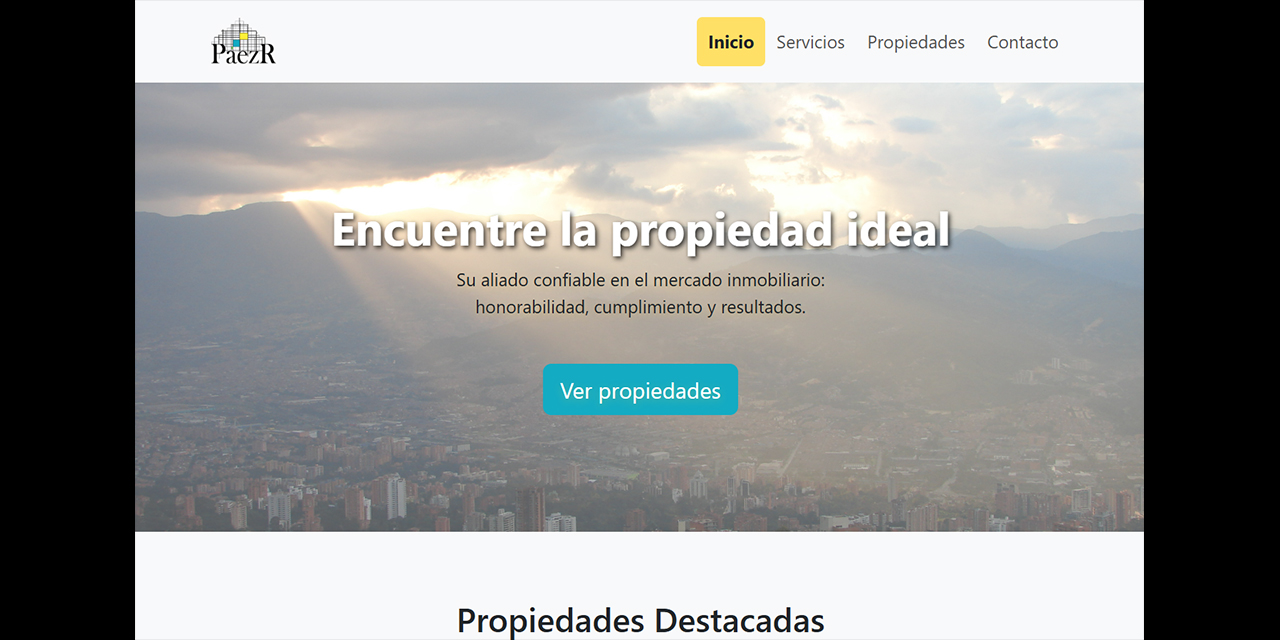 PaezR
Inicio Servicios Propiedades Contacto
Encuentre la propiedad ideal
Su aliado confiable en el mercado inmobiliario:
honorabilidad, cumplimiento y resultados.
Ver propiedades
Propiedades Destacadas